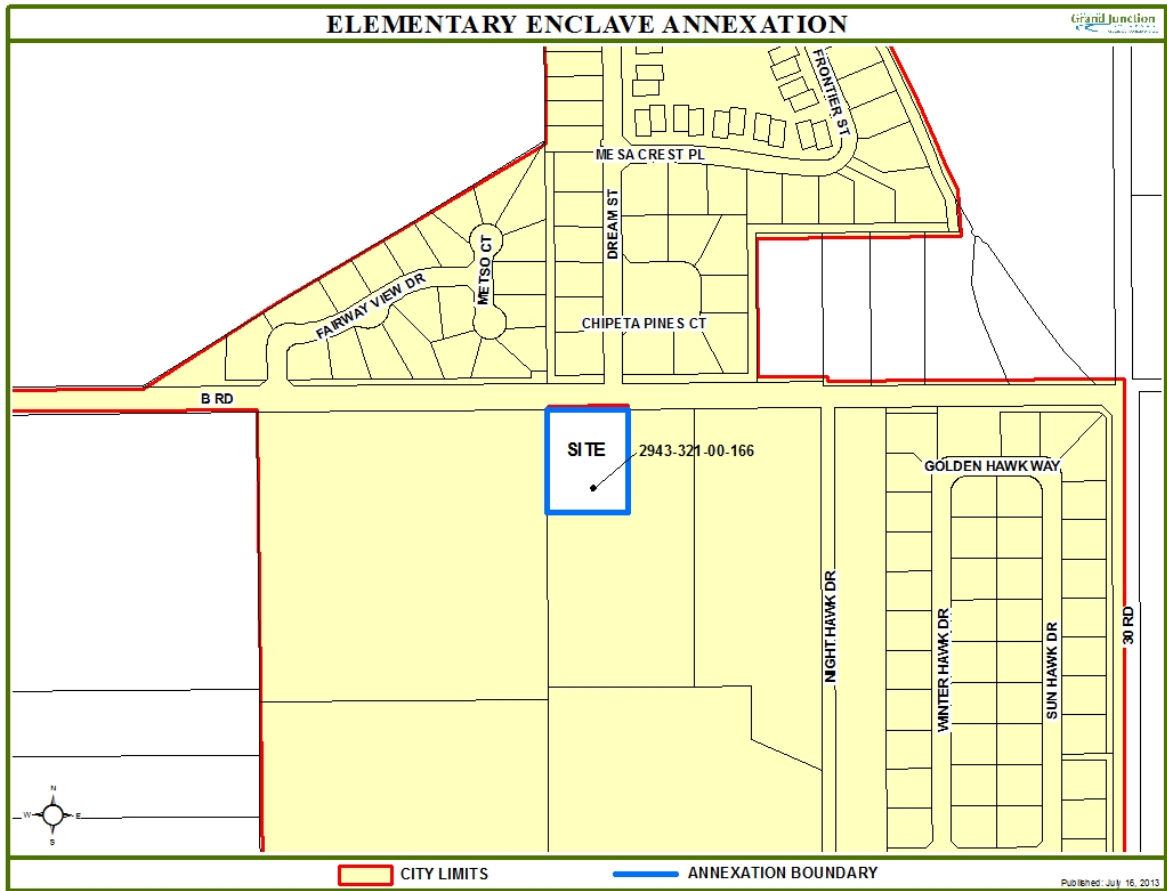 ELEMENTARY ENCLAVE ANNEXATION
Grand Junction
FRONTIER ST
MESA CREST PL
DREAM ST
METSO CT
FAIRWAY VIEW DR
CHIPETA PINES CT
B RD
SITE
2943-321-00-166
GOLDEN HAWK WAY
NIGHT HAWK DR
WINTER HAWK DR
SUN HAWK DR
30 RD
N
W
E
S
CITY LIMITS
ANNEXATION BOUNDARY
Published: July 16, 2013